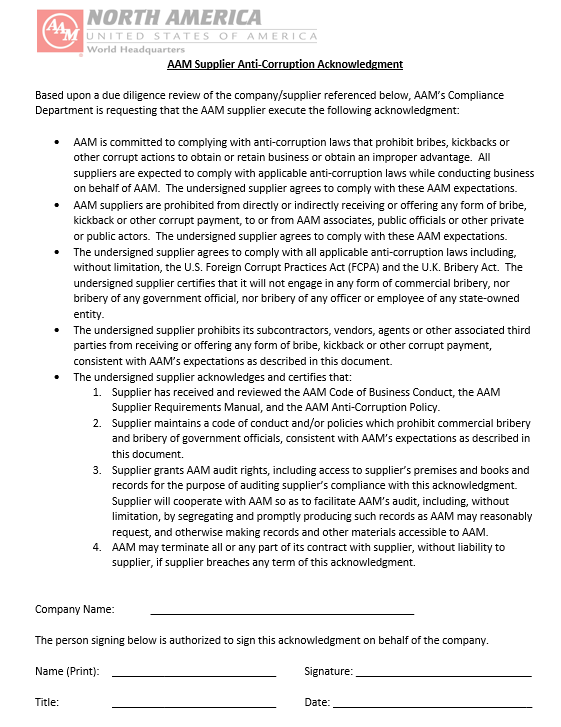 AAM
NORTH AMERICA
UNITED STATES OF AMERICA
World Headquarters
AAM Supplier Anti-Corruption Acknowledgment
Based upon a due diligence review of the company/supplier referenced below, AAM's Compliance
Department is requesting that the AAM supplier execute the following acknowledgment:
• AAM is committed to complying with anti-corruption laws that prohibit bribes, kickbacks or
other corrupt actions to obtain or retain business or obtain an improper advantage. All
suppliers are expected to comply with applicable anti-corruption laws while conducting business
on behalf of AAM. The undersigned supplier agrees to comply with these AAM expectations.
• AAM suppliers are prohibited from directly or indirectly receiving or offering any form of bribe,
kickback or other corrupt payment, to or from AAM associates, public officials or other private
or public actors. The undersigned supplier agrees to comply with these AAM expectations.
• The undersigned supplier agrees to comply with all applicable anti-corruption laws including,
without limitation, the U.S. Foreign Corrupt Practices Act (FCPA) and the U.K. Bribery Act. The
undersigned supplier certifies that it will not engage in any form of commercial bribery, nor
bribery of any government official, nor bribery of any officer or employee of any state-owned
entity.
• The undersigned supplier prohibits its subcontractors, vendors, agents or other associated third
parties from receiving or offering any form of bribe, kickback or other corrupt payment,
consistent with AAM's expectations as described in this document.
• The undersigned supplier acknowledges and certifies that:
1. Supplier has received and reviewed the AAM Code of Business Conduct, the AAM
Supplier Requirements Manual, and the AAM Anti-Corruption Policy.
2. Supplier maintains a code of conduct and/or policies which prohibit commercial bribery
and bribery of government officials, consistent with AAM's expectations as described in
this document.
3. Supplier grants AAM audit rights, including access to supplier's premises and books and
records for the purpose of auditing supplier's compliance with this acknowledgment.
Supplier will cooperate with AAM so as to facilitate AAM's audit, including, without
limitation, by segregating and promptly producing such records as AAM may reasonably
request, and otherwise making records and other materials accessible to AAM.
4. AAM may terminate all or any part of its contract with supplier, without liability to
supplier, if supplier breaches any term of this acknowledgment.
Company Name:
The person signing below is authorized to sign this acknowledgment on behalf of the company.
Name (Print): Signature:
Title: Date: